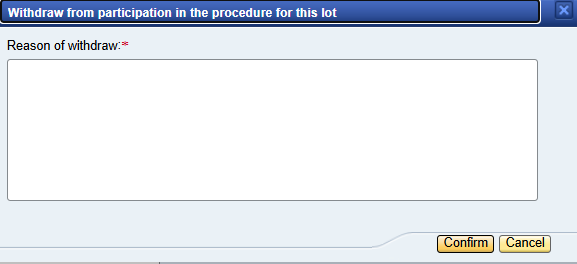 Withdraw from participation in the procedure for this lot
Reason of withdraw:*
Confirm Cancel